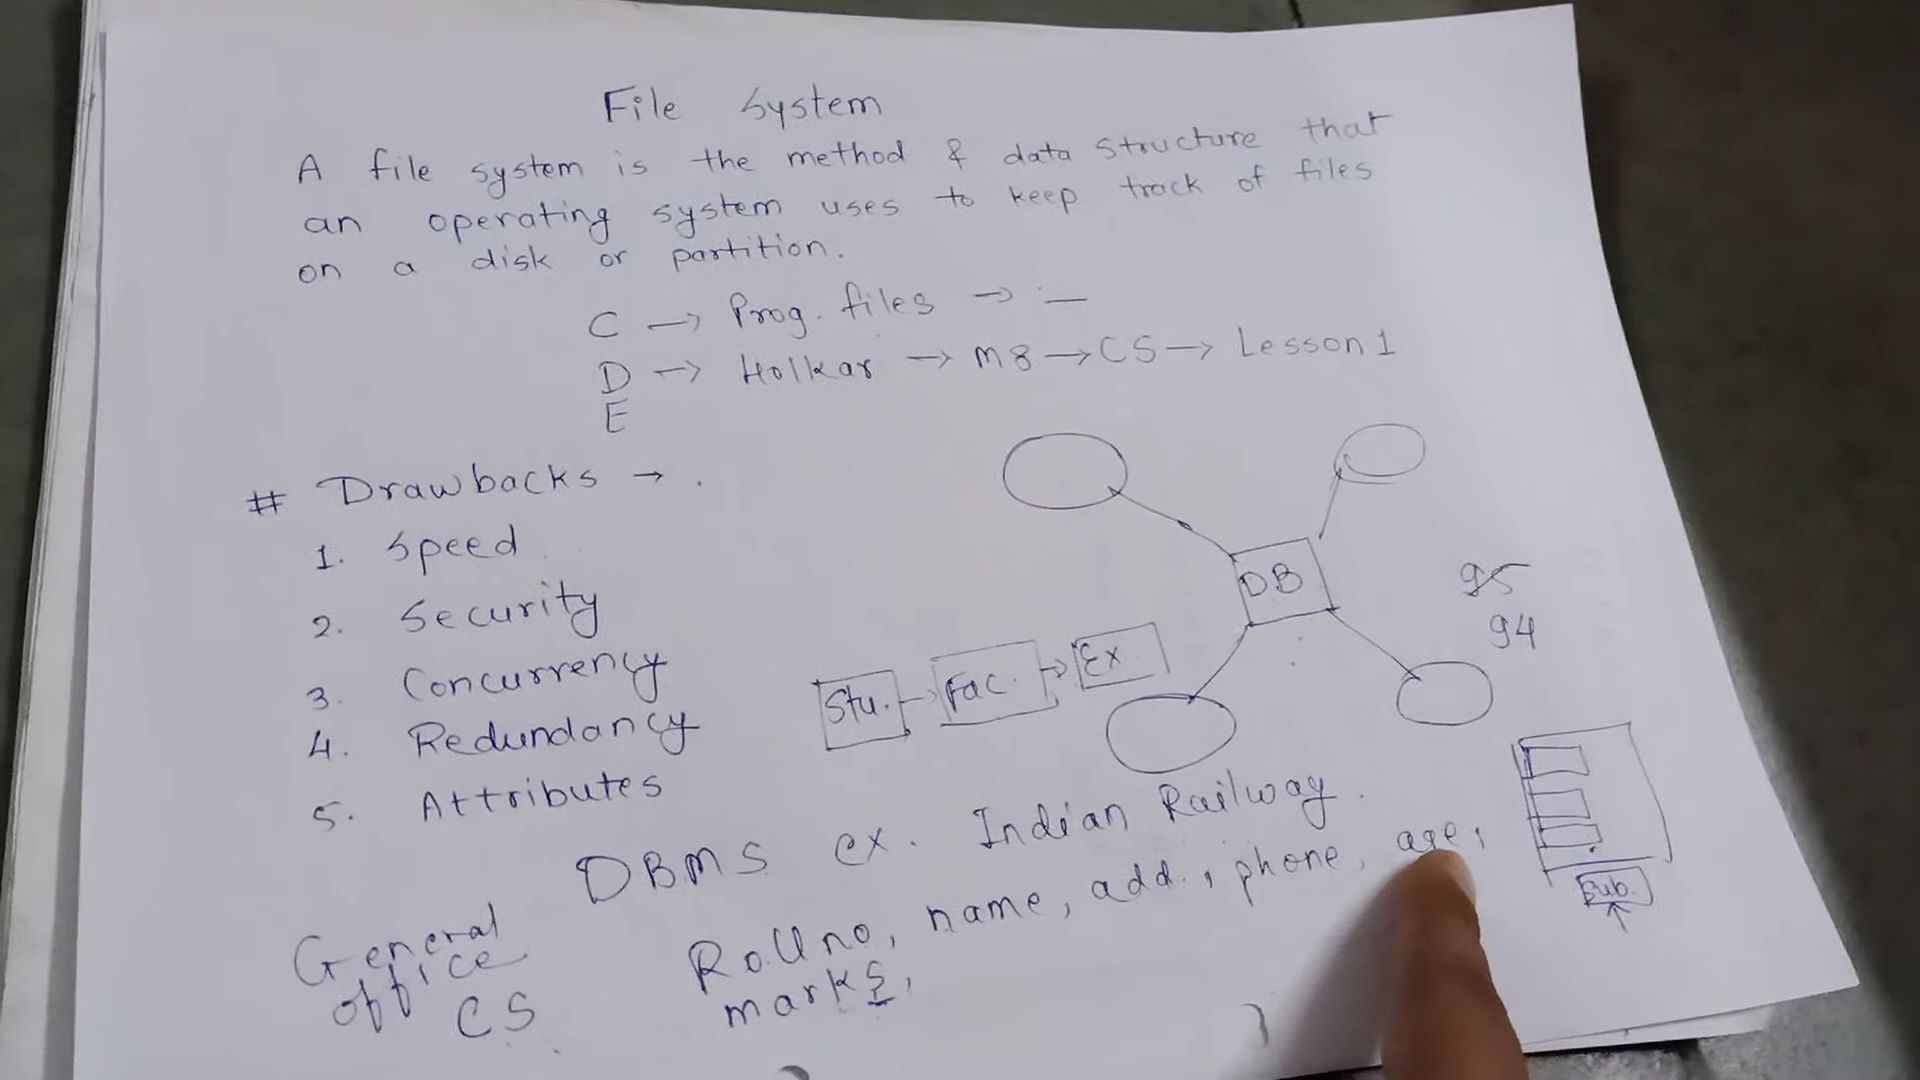 File System
A file system is the method & data structure that
an operating system uses to keep track of files
on a disk or partition.
C → Prog. files → —
D → Holkar → M8 → CS → Lesson 1
E
# Drawbacks →
1. Speed
2. Security
3. Concurrency
4. Redundancy
5. Attributes
DB
95
94
Stu. → Fac. → Ex
DBMS ex. Indian Railway.
Roll no, name, add., phone, age,
marks,
Sub.
General
office
CS